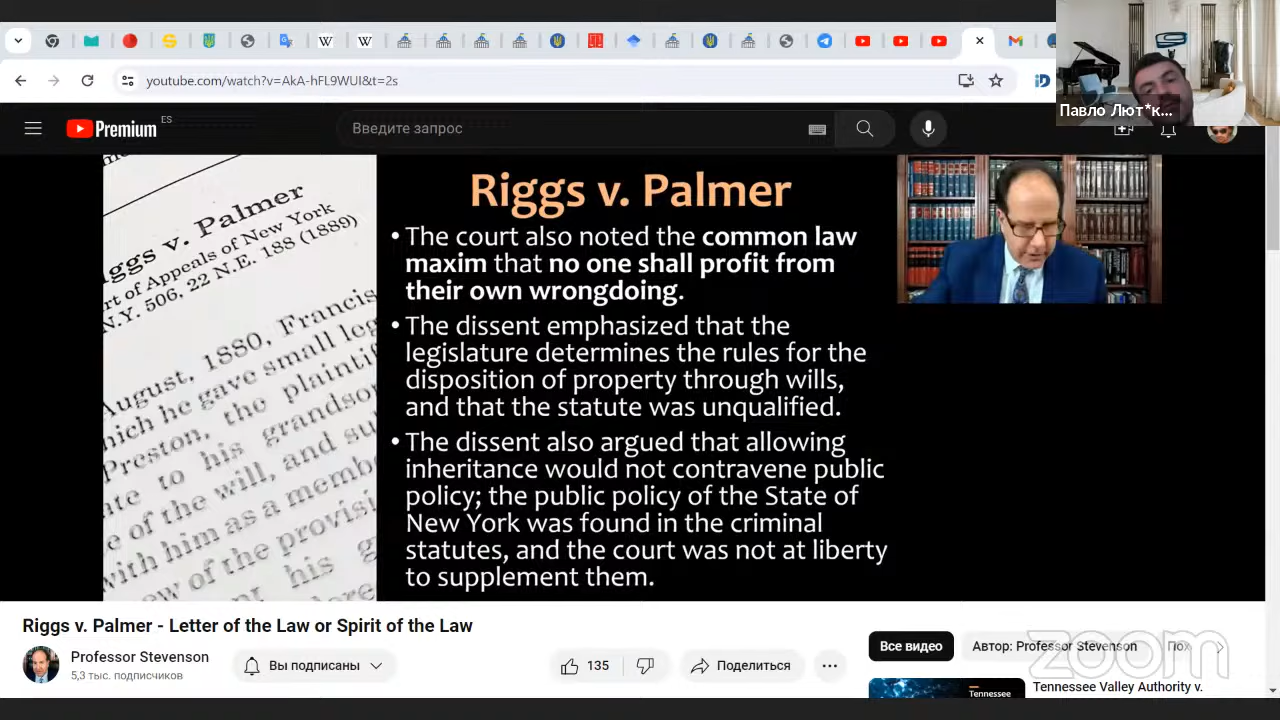 youtube.com/watch?v=AkA-hFL9WUI&t=2s
Павло Лют*к...
Premium
ES
Введите запрос
Riggs v. Palmer
• The court also noted the common law
maxim that no one shall profit from
their own wrongdoing.
• The dissent emphasized that the
legislature determines the rules for the
disposition of property through wills,
and that the statute was unqualified.
• The dissent also argued that allowing
inheritance would not contravene public
policy; the public policy of the State of
New York was found in the criminal
statutes, and the court was not at liberty
to supplement them.
ggs v. Palmer
rt of Appeals of New York
N.Y. 506, 22 N.E. 188 (1889)
August, 1880, Francis
hich he gave small leg
Preston, the plaintif
ate to his grandso
e of the will, and su
with him as a memb
ew of the provisi
his g
Riggs v. Palmer - Letter of the Law or Spirit of the Law
Professor Stevenson
5,3 тыс. подписчиков
Вы подписаны
135
Поделиться
Все видео
Автор: Professor Stevenson
Пох
zoom
Tennessee
Tennessee Valley Authority v.